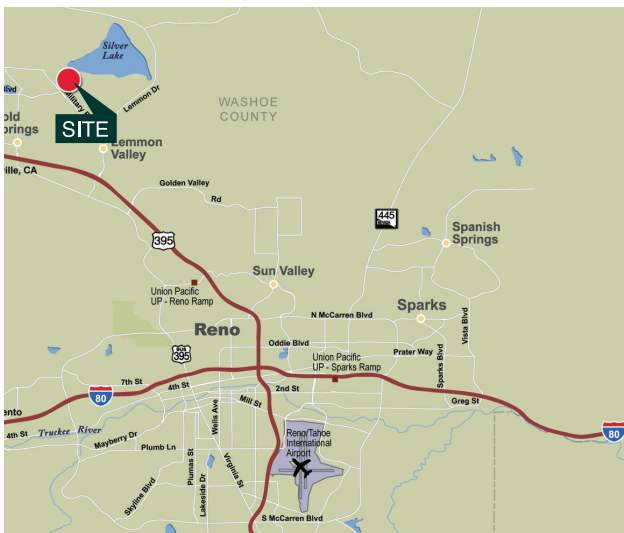 Silver
Lake
Blvd
Military
Lemmon Dr
WASHOE
COUNTY
SITE
old
prings
Lemmon
Valley
ville, CA
Golden Valley
Rd
445
NEVADA
395
Spanish
Springs
Sun Valley
Union Pacific
UP - Reno Ramp
N McCarren Blvd
Sparks
Vista Blvd
Reno
Oddie Blvd
BUS
395
Prater Way
Union Pacific
UP - Sparks Ramp
Sparks Blvd
7th St
4th St
2nd St
80
Mill St
Greg St
ento
Wells Ave
4th St
Truckee River
Mayberry Dr
Reno/Tahoe
International
Airport
80
Plumb Ln
Plumas St
Virginia St
Skyline Blvd
Lakeside Dr
S McCarren Blvd